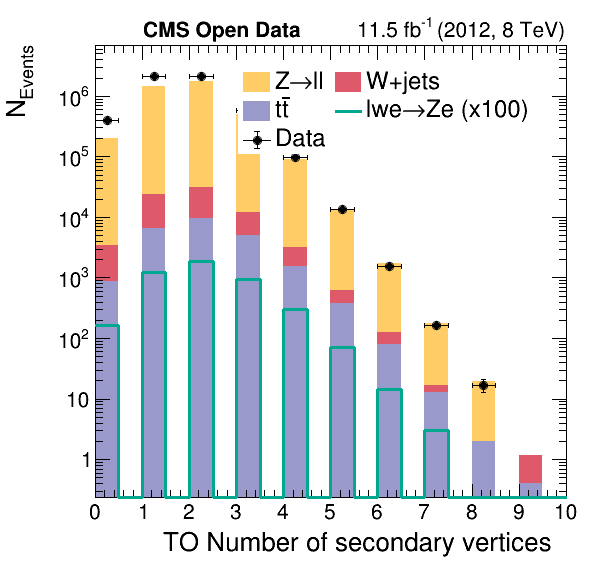 CMS Open Data 11.5 fb⁻¹ (2012, 8 TeV)
N_Events
Z→ll W+jets
tt̄ lwe→Ze (x100)
Data
10⁶
10⁵
10⁴
10³
10²
10
1
0 1 2 3 4 5 6 7 8 9 10
TO Number of secondary vertices